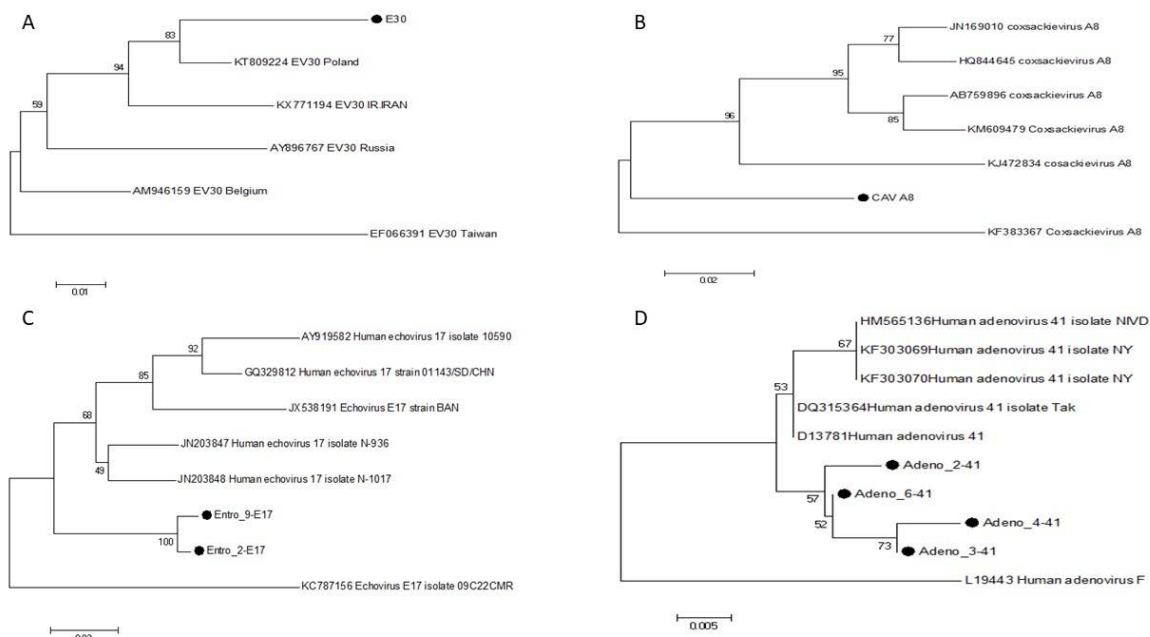 A
E30
83
KT809224 EV30 Poland
94
KX771194 EV30 IR.IRAN
59
AY896767 EV30 Russia
AM946159 EV30 Belgium
EF066391 EV30 Taiwan
0.01
B
JN169010 coxsackievirus A8
77
HQ844645 coxsackievirus A8
95
AB759896 coxsackievirus A8
85
KM609479 Coxsackievirus A8
96
KJ472834 cosackievirus A8
CAV A8
KF383367 Coxsackievirus A8
0.02
C
AY919582 Human echovirus 17 isolate 10590
92
GQ329812 Human echovirus 17 strain 01143/SD/CHN
85
JX538191 Echovirus E17 strain BAN
68
JN203847 Human echovirus 17 isolate N-936
49
JN203848 Human echovirus 17 isolate N-1017
Entro_9-E17
100
Entro_2-E17
KC787156 Echovirus E17 isolate 09C22CMR
D
HM565136Human adenovirus 41 isolate NIVD
67
KF303069Human adenovirus 41 isolate NY
KF303070Human adenovirus 41 isolate NY
53
DQ315364Human adenovirus 41 isolate Tak
D13781Human adenovirus 41
Adeno_2-41
57
Adeno_6-41
52
Adeno_4-41
73
Adeno_3-41
L19443 Human adenovirus F
0.005